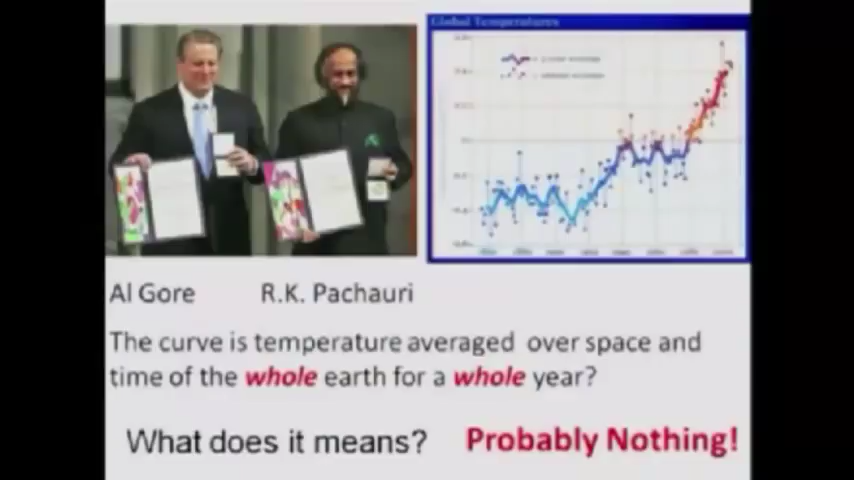 Global Temperatures
Al Gore
R.K. Pachauri
The curve is temperature averaged over space and
time of the whole earth for a whole year?
What does it means?
Probably Nothing!